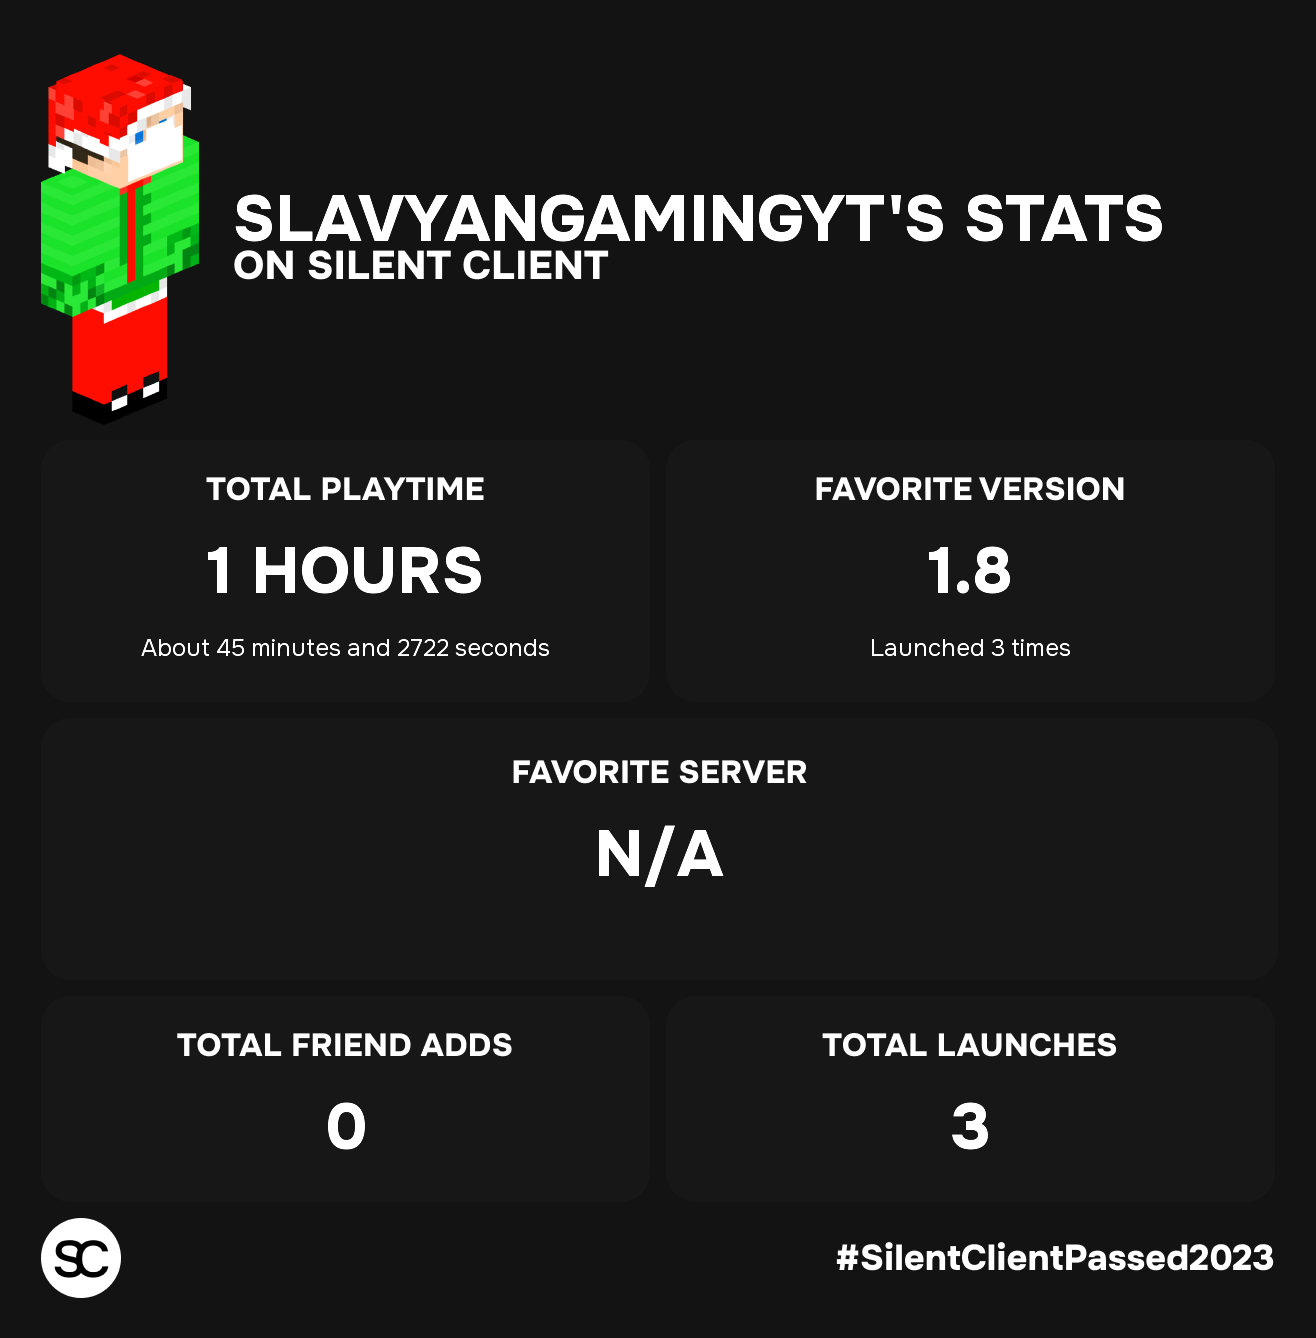 SLAVYANGAMINGYT'S STATS
ON SILENT CLIENT
TOTAL PLAYTIME
1 HOURS
About 45 minutes and 2722 seconds
FAVORITE VERSION
1.8
Launched 3 times
FAVORITE SERVER
N/A
TOTAL FRIEND ADDS
0
TOTAL LAUNCHES
3
SC
#SilentClientPassed2023